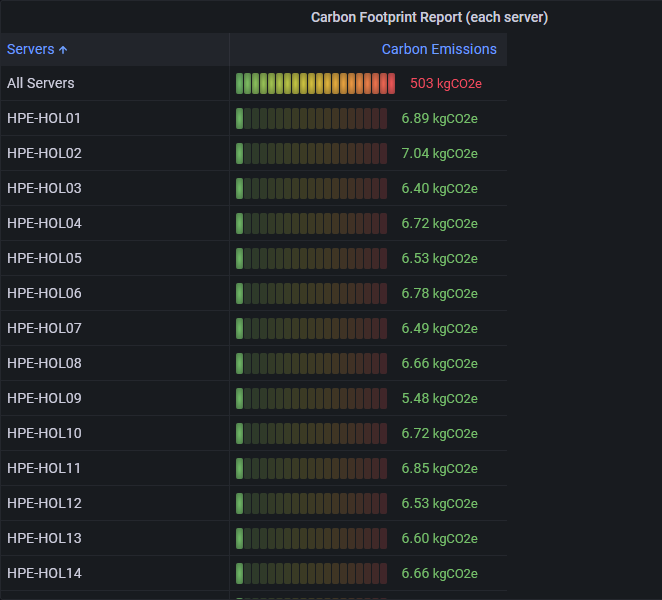 Carbon Footprint Report (each server)
Servers ↑ Carbon Emissions
All Servers 503 kgCO2e
HPE-HOL01 6.89 kgCO2e
HPE-HOL02 7.04 kgCO2e
HPE-HOL03 6.40 kgCO2e
HPE-HOL04 6.72 kgCO2e
HPE-HOL05 6.53 kgCO2e
HPE-HOL06 6.78 kgCO2e
HPE-HOL07 6.49 kgCO2e
HPE-HOL08 6.66 kgCO2e
HPE-HOL09 5.48 kgCO2e
HPE-HOL10 6.72 kgCO2e
HPE-HOL11 6.85 kgCO2e
HPE-HOL12 6.53 kgCO2e
HPE-HOL13 6.60 kgCO2e
HPE-HOL14 6.66 kgCO2e